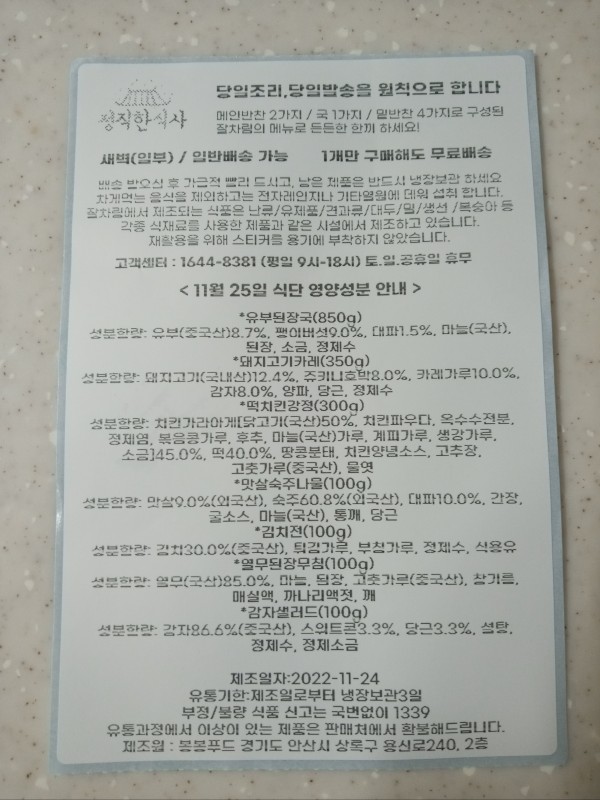 정직한식사
당일조리,당일발송을 원칙으로 합니다
메인반찬 2가지 / 국 1가지 / 밑반찬 4가지로 구성된
잘차림의 메뉴로 든든한 한끼 하세요!
새벽(일부) / 일반배송 가능 1개만 구매해도 무료배송
배송 받으신 후 가급적 빨리 드시고, 남은 제품은 반드시 냉장보관 하세요
차게먹는 음식을 제외하고는 전자레인지나 기타열원에 데워 섭취 합니다.
잘차림에서 제조되는 식품은 난류/유제품/견과류/대두/밀/생선 /복숭아 등
각종 식재료를 사용한 제품과 같은 시설에서 제조하고 있습니다.
재활용을 위해 스티커를 용기에 부착하지 않았습니다.
고객센터 : 1644-8381 (평일 9시-18시) 토.일.공휴일 휴무
< 11월 25일 식단 영양성분 안내 >
*유부된장국(850g)
성분함량: 유부(중국산)8.7%, 팽이버섯9.0%, 대파1.5%, 마늘(국산),
된장, 소금, 정제수
*돼지고기카레(350g)
성분함량: 돼지고기(국내산)12.4%, 쥬키니호박8.0%, 카레가루10.0%,
감자8.0%, 양파, 당근, 정제수
*떡치킨강정(300g)
성분함량: 치킨가라아게[닭고기(국산)50%, 치킨파우다, 옥수수전분,
정제염, 볶음콩가루, 후추, 마늘(국산)가루, 계피가루, 생강가루,
소금]45.0%, 떡40.0%, 땅콩분태, 치킨양념소스, 고추장,
고춧가루(중국산), 물엿
*맛살숙주나물(100g)
성분함량: 맛살9.0%(외국산), 숙주60.8%(외국산), 대파10.0%, 간장,
굴소스, 마늘(국산), 통깨, 당근
*김치전(100g)
성분함량: 김치30.0%(중국산), 튀김가루, 부침가루, 정제수, 식용유
*열무된장무침(100g)
성분함량: 열무(국산)85.0%, 마늘, 된장, 고춧가루(중국산), 참기름,
매실액, 까나리액젓, 깨
*감자샐러드(100g)
성분함량: 감자86.6%(중국산), 스위트콘3.3%, 당근3.3%, 설탕,
정제수, 정제소금
제조일자:2022-11-24
유통기한:제조일로부터 냉장보관3일
부정/불량 식품 신고는 국번없이 1339
유통과정에서 이상이 있는 제품은 판매처에서 환불해드립니다.
제조원 : 봉봉푸드 경기도 안산시 상록구 용신로240, 2층